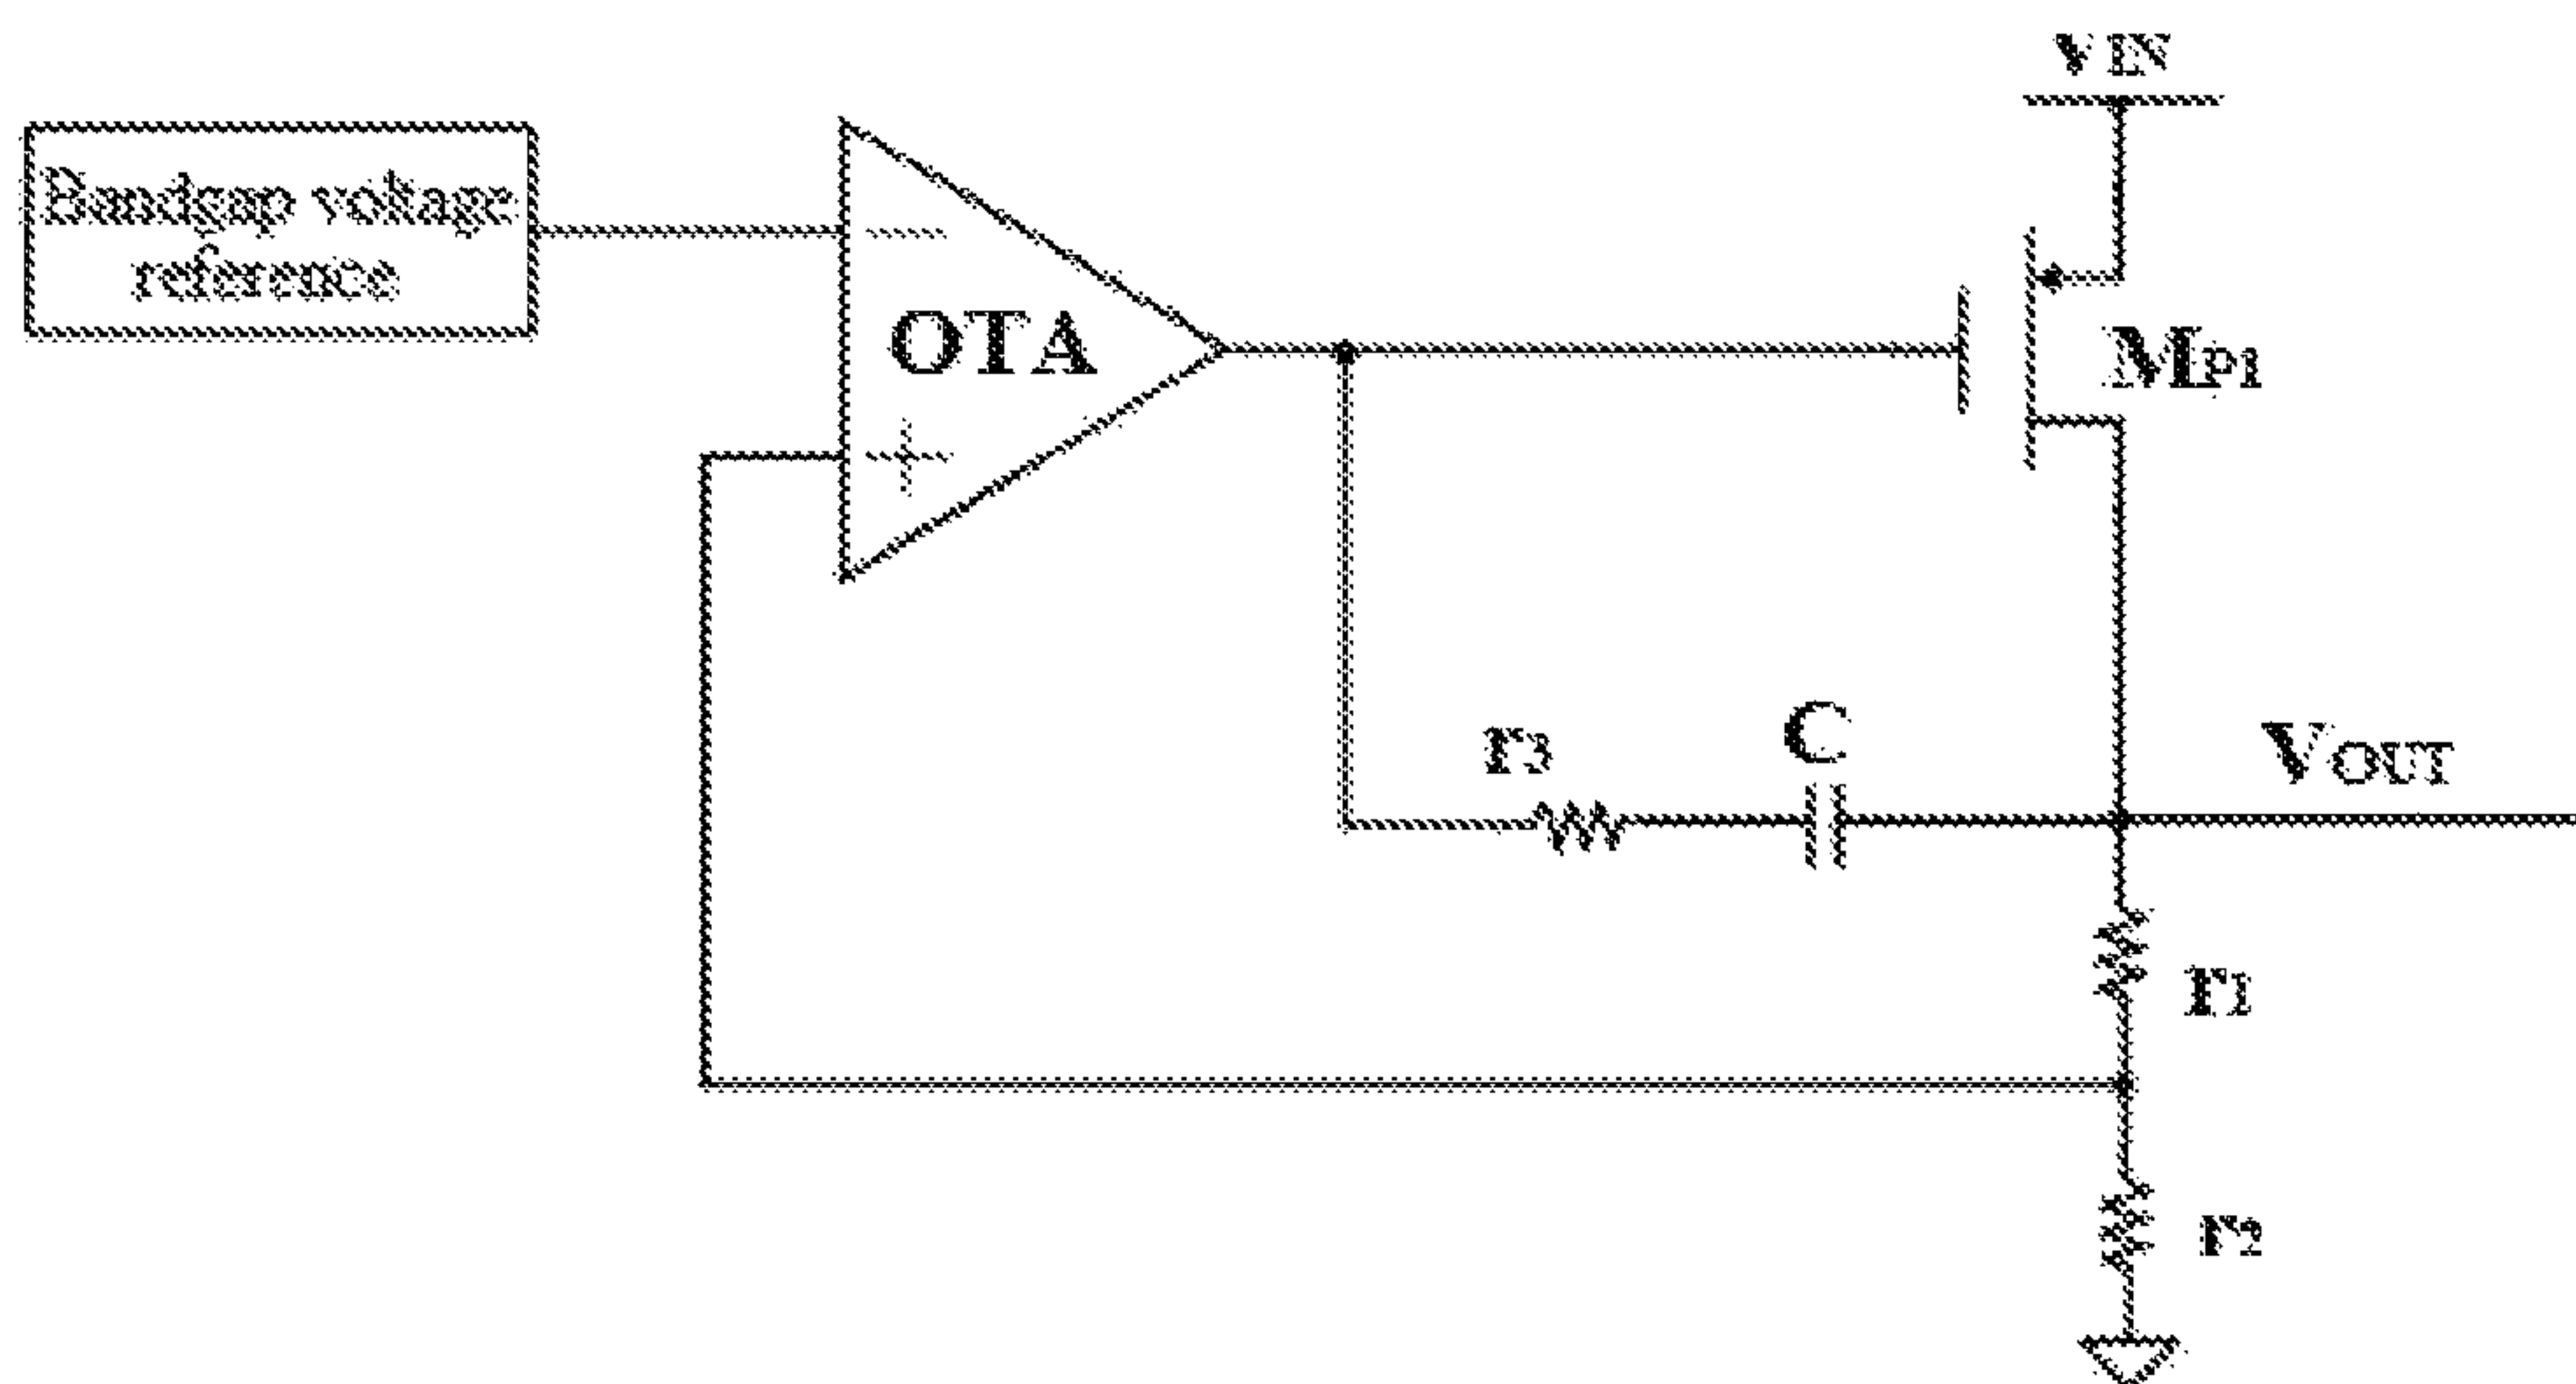 VIN
Bandgap voltage
reference
−
OTA
+
MP1
r3
C
VOUT
r1
r2